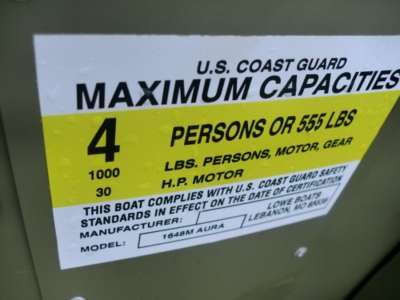 U.S. COAST GUARD
MAXIMUM CAPACITIES
4 PERSONS OR 555 LBS
1000 LBS. PERSONS, MOTOR, GEAR
30 H.P. MOTOR
THIS BOAT COMPLIES WITH U.S. COAST GUARD SAFETY
STANDARDS IN EFFECT ON THE DATE OF CERTIFICATION
MANUFACTURER: LOWE BOATS
LEBANON, MO 65536
MODEL: 1648M AURA